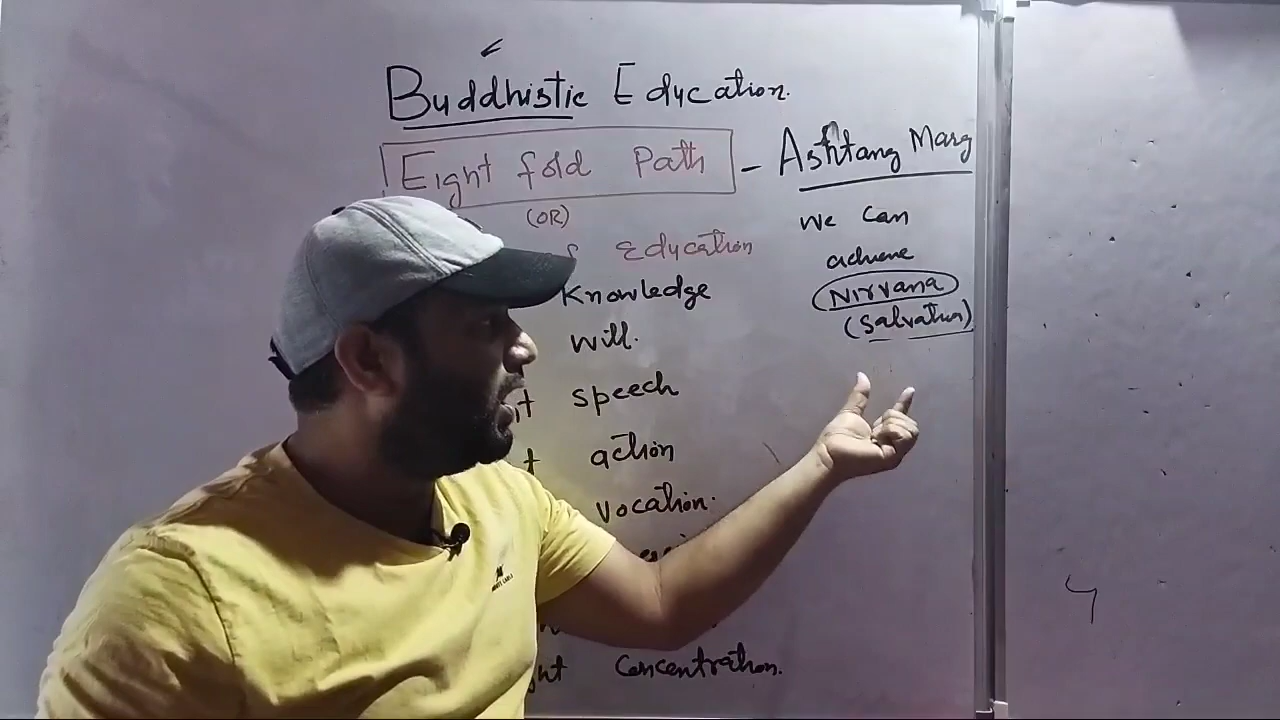 Buddhistic Education.
Eight fold Path - Ashtang Marg
(OR)
Education
Knowledge
will.
speech
action
vocation.
Concentration.
we can
achieve
Nirvana
(Salvation)